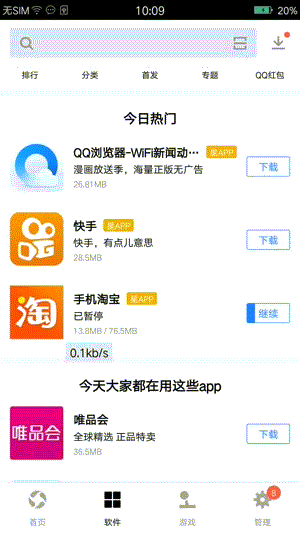 无SIM 10:09 20%
排行 分类 首发 专题 QQ红包
今日热门
QQ浏览器-WiFi新闻动… 星APP
漫画放送季，海量正版无广告
26.81MB
下载
快手 星APP
快手，有点儿意思
28.5MB
下载
淘
手机淘宝 星APP
已暂停
13.8MB / 76.5MB
继续
0.1kb/s
今天大家都在用这些app
唯品会
唯品会
全球精选 正品特卖
36.5MB
下载
首页 软件 游戏 管理 8